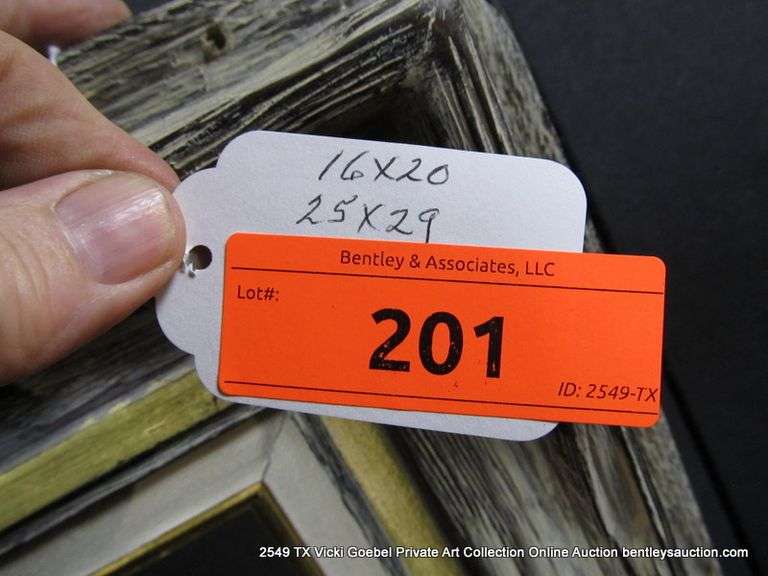 16X20
25X29
Bentley & Associates, LLC
Lot#:
201
ID: 2549-TX
2549 TX Vicki Goebel Private Art Collection Online Auction bentleysauction.com